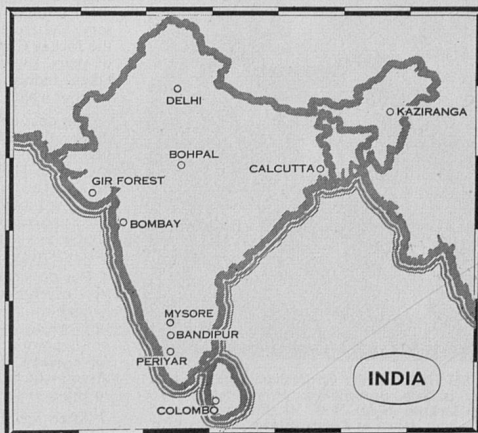 DELHI
KAZIRANGA
BOHPAL
CALCUTTA
GIR FOREST
BOMBAY
MYSORE
BANDIPUR
PERIYAR
INDIA
COLOMBO